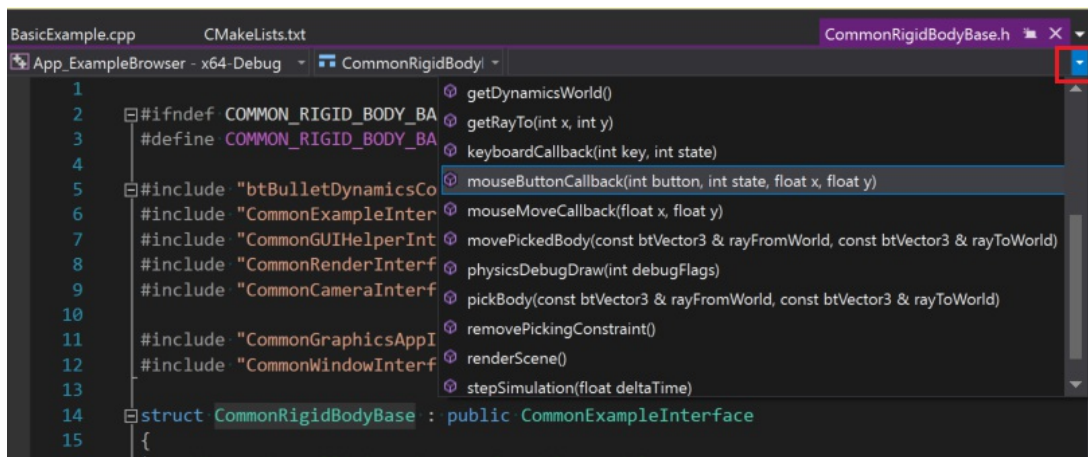 BasicExample.cpp CMakeLists.txt CommonRigidBodyBase.h
App_ExampleBrowser - x64-Debug CommonRigidBody
1
2 #ifndef COMMON_RIGID_BODY_BA
3 #define COMMON_RIGID_BODY_BA
4
5 #include "btBulletDynamicsCo
6 #include "CommonExampleInter
7 #include "CommonGUIHelperInt
8 #include "CommonRenderInterf
9 #include "CommonCameraInterf
10
11 #include "CommonGraphicsAppI
12 #include "CommonWindowInterf
13
14 struct CommonRigidBodyBase : public CommonExampleInterface
15 {
getDynamicsWorld()
getRayTo(int x, int y)
keyboardCallback(int key, int state)
mouseButtonCallback(int button, int state, float x, float y)
mouseMoveCallback(float x, float y)
movePickedBody(const btVector3 & rayFromWorld, const btVector3 & rayToWorld)
physicsDebugDraw(int debugFlags)
pickBody(const btVector3 & rayFromWorld, const btVector3 & rayToWorld)
removePickingConstraint()
renderScene()
stepSimulation(float deltaTime)